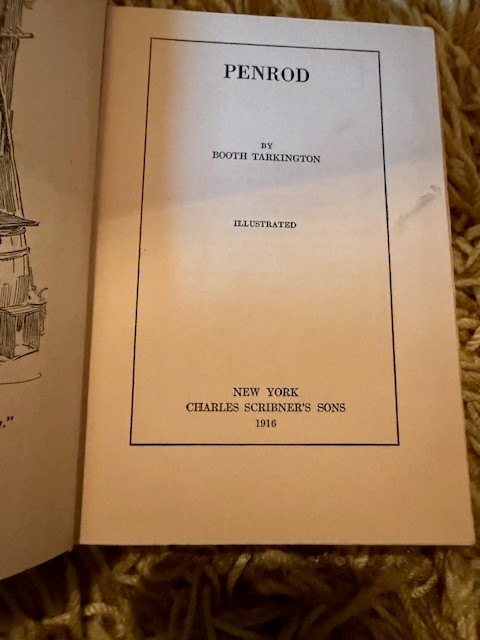 PENROD
BY
BOOTH TARKINGTON
ILLUSTRATED
NEW YORK
CHARLES SCRIBNER'S SONS
1916